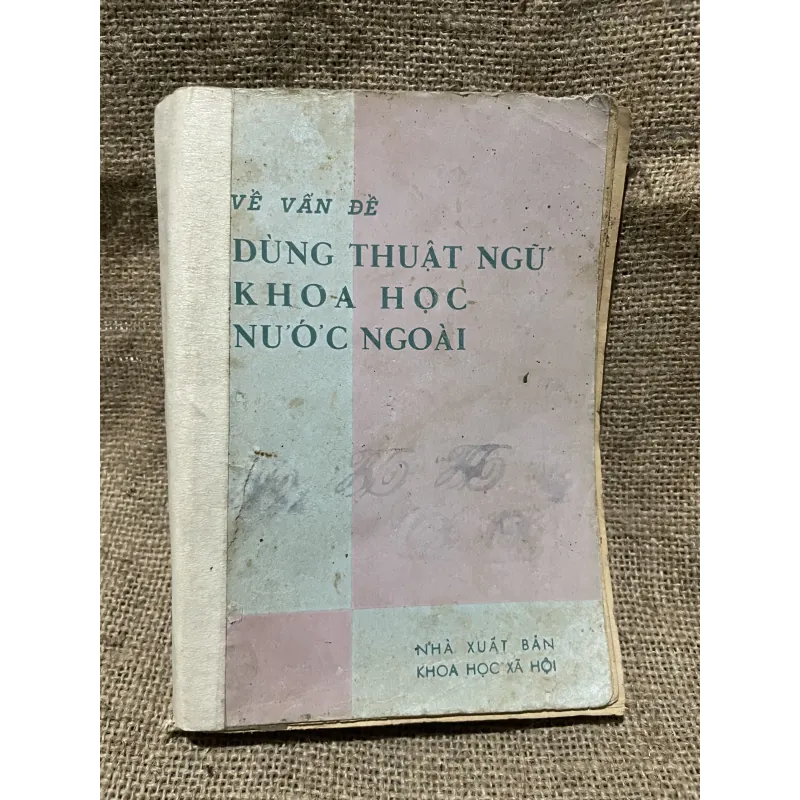 VỀ VẤN ĐỀ
DÙNG THUẬT NGỮ
KHOA HỌC
NƯỚC NGOÀI
NHÀ XUẤT BẢN
KHOA HỌC XÃ HỘI